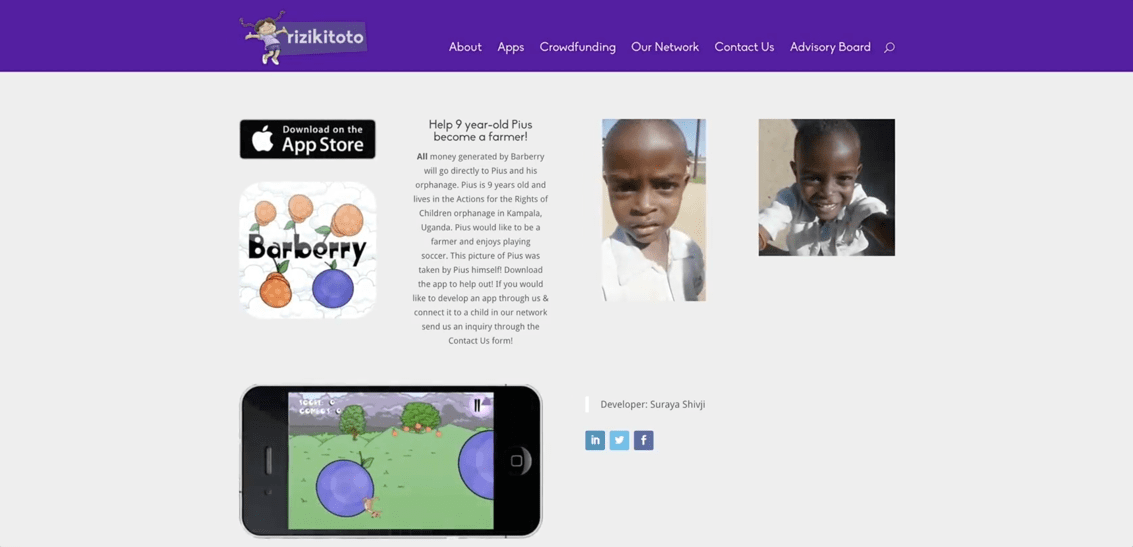 rizikitoto
About
Apps
Crowdfunding
Our Network
Contact Us
Advisory Board
Download on the
App Store
Barberry
Help 9 year-old Pius
become a farmer!
All money generated by Barberry
will go directly to Pius and his
orphanage. Pius is 9 years old and
lives in the Actions for the Rights of
Children orphanage in Kampala,
Uganda. Pius would like to be a
farmer and enjoys playing
soccer. This picture of Pius was
taken by Pius himself! Download
the app to help out! If you would
like to develop an app through us &
connect it to a child in our network
send us an inquiry through the
Contact Us form!
Developer: Suraya Shivji
in
f